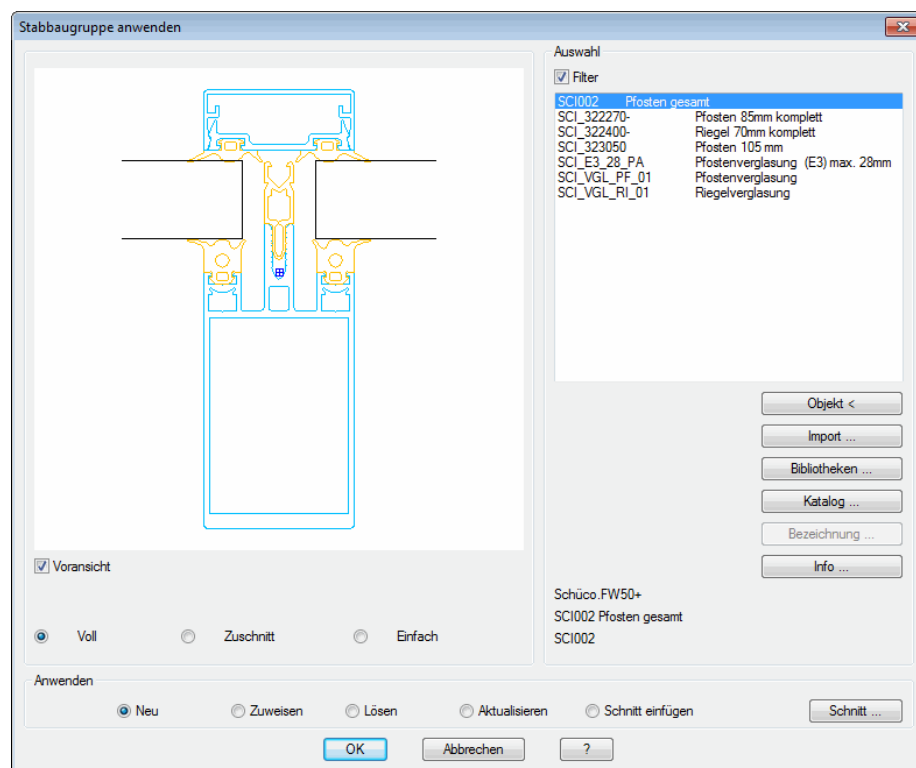 Stabbaugruppe anwenden
Auswahl
Filter
SCI002 Pfosten gesamt
SCI_322270- Pfosten 85mm komplett
SCI_322400- Riegel 70mm komplett
SCI_323050 Pfosten 105 mm
SCI_E3_28_PA Pfostenverglasung (E3) max. 28mm
SCI_VGL_PF_01 Pfostenverglasung
SCI_VGL_RI_01 Riegelverglasung
Objekt <
Import ...
Bibliotheken ...
Katalog ...
Bezeichnung ...
Info ...
Voransicht
Schüco.FW50+
SCI002 Pfosten gesamt
SCI002
Voll Zuschnitt Einfach
Anwenden
Neu Zuweisen Lösen Aktualisieren Schnitt einfügen Schnitt ...
OK Abbrechen ?